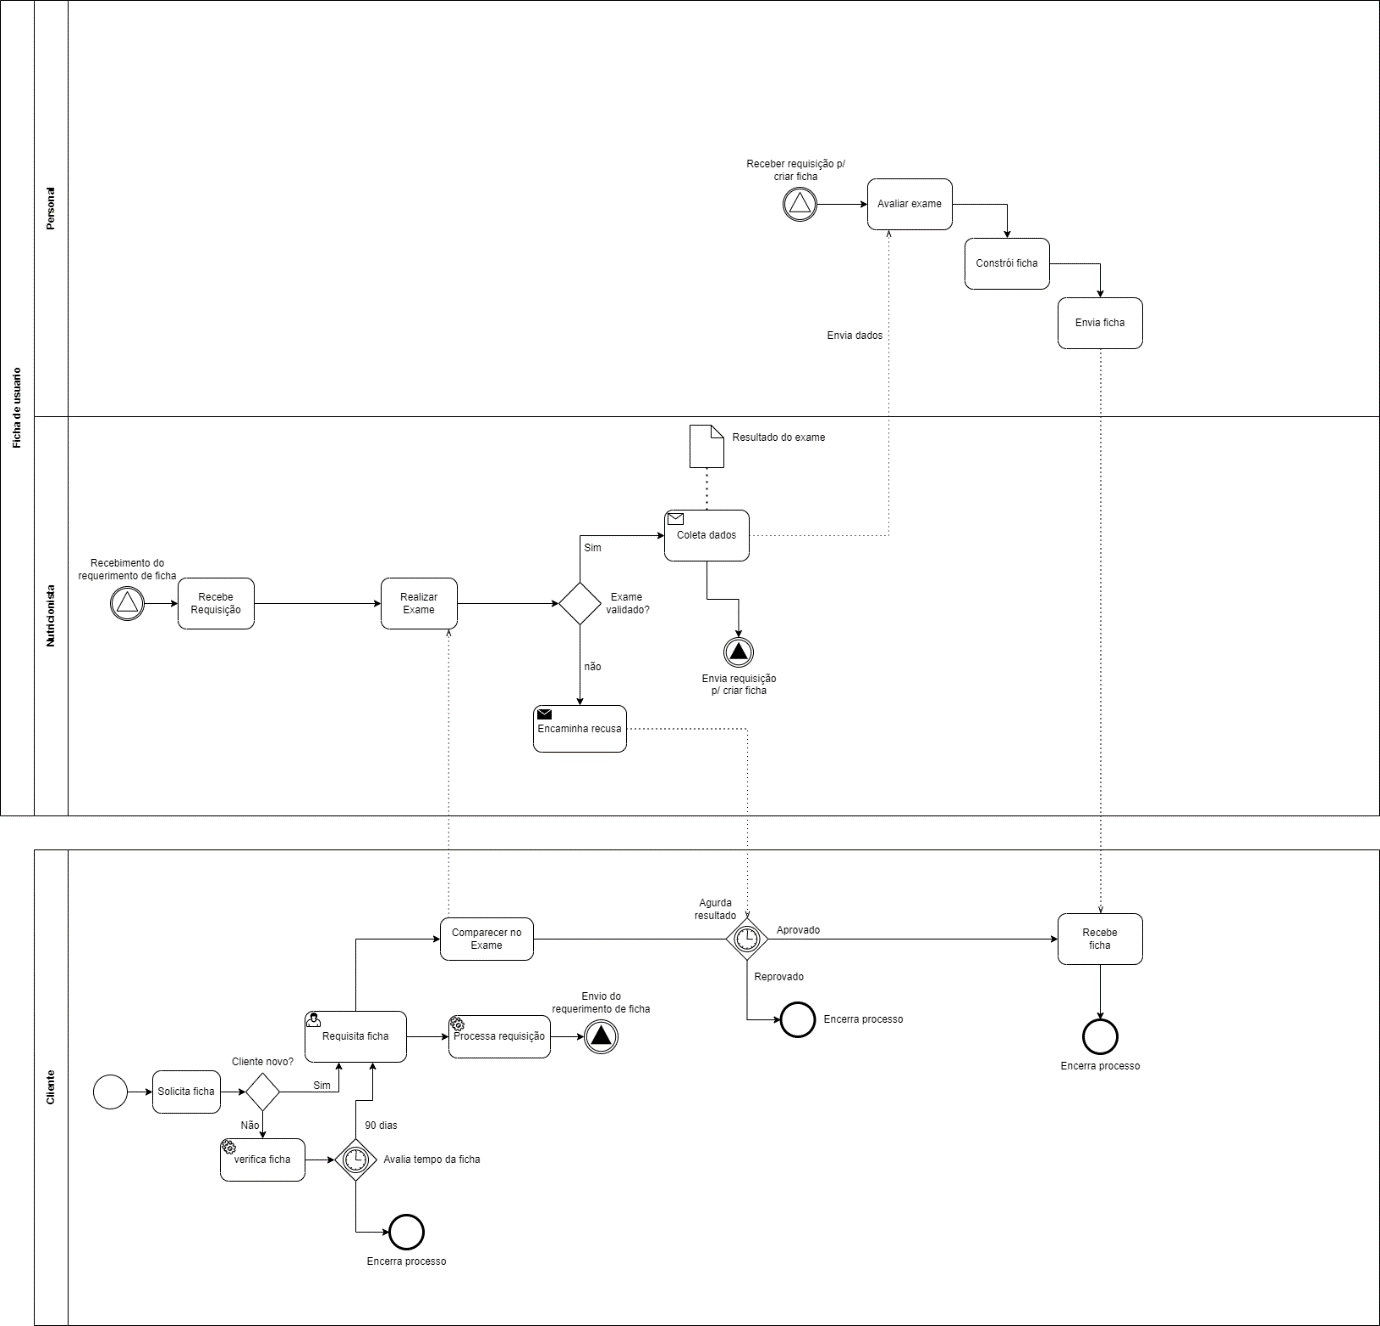 Ficha de usuario
Personal
Receber requisição p/
criar ficha
Avaliar exame
Constrói ficha
Envia ficha
Envia dados
Nutricionista
Resultado do exame
Coleta dados
Sim
Recebimento do
requerimento de ficha
Recebe
Requisição
Realizar
Exame
Exame
validado?
não
Envia requisição
p/ criar ficha
Encaminha recusa
Cliente
Agurda
resultado
Comparecer no
Exame
Aprovado
Recebe
ficha
Reprovado
Envio do
requerimento de ficha
Encerra processo
Requisita ficha
Processa requisição
Cliente novo?
Encerra processo
Solicita ficha
Sim
Não
90 dias
verifica ficha
Avalia tempo da ficha
Encerra processo